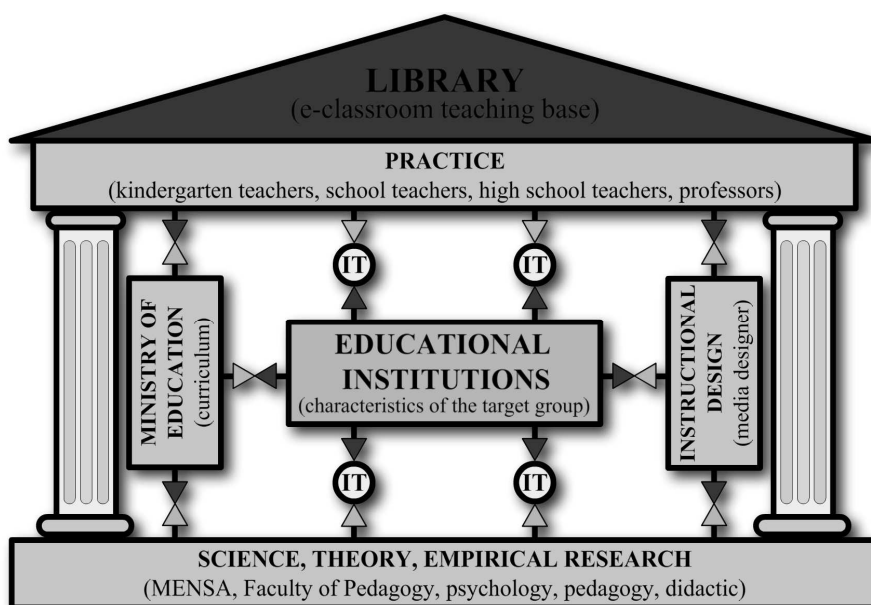 LIBRARY
(e-classroom teaching base)
PRACTICE
(kindergarten teachers, school teachers, high school teachers, professors)
IT
IT
MINISTRY OF
EDUCATION
(curriculum)
EDUCATIONAL
INSTITUTIONS
(characteristics of the target group)
INSTRUCTIONAL
DESIGN
(media designer)
IT
IT
SCIENCE, THEORY, EMPIRICAL RESEARCH
(MENSA, Faculty of Pedagogy, psychology, pedagogy, didactic)